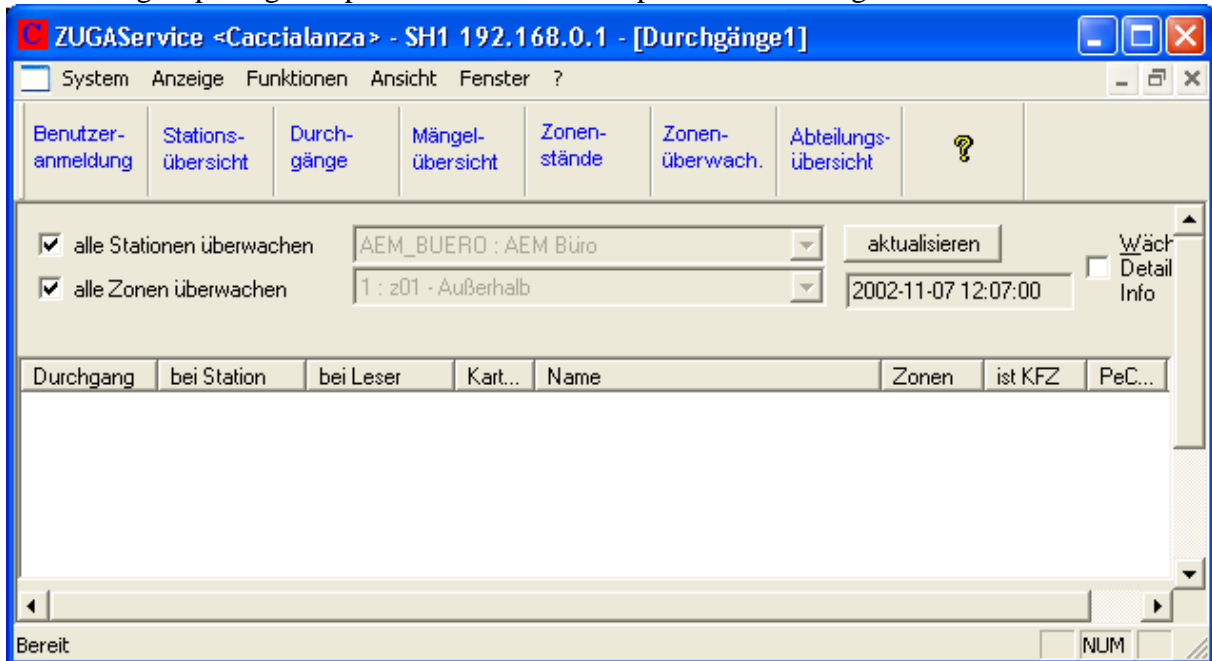 C ZUGAService <Caccialanza> - SH1 192.168.0.1 - [Durchgänge1]
System Anzeige Funktionen Ansicht Fenster ?
Benutzer-
anmeldung
Stations-
übersicht
Durch-
gänge
Mängel-
übersicht
Zonen-
stände
Zonen-
überwach.
Abteilungs-
übersicht
?
alle Stationen überwachen
AEM_BUERO : AEM Büro
aktualisieren
alle Zonen überwachen
1 : z01 - Außerhalb
2002-11-07 12:07:00
Wäch
Detail
Info
Durchgang bei Station bei Leser Kart... Name Zonen ist KFZ PeC...
Bereit NUM